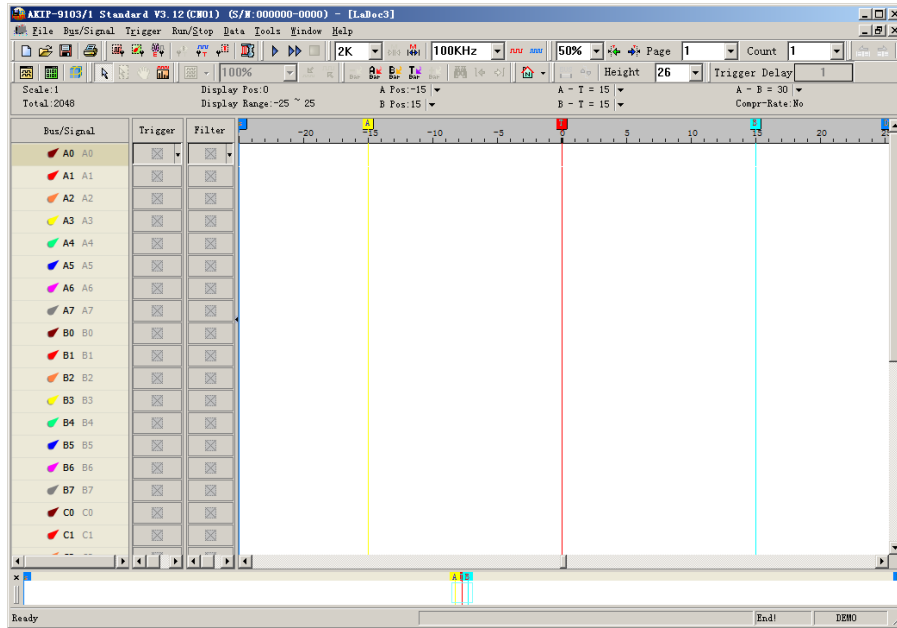 AKIP-9103/1 Standard V3.12(CN01) (S/N:000000-0000) - [LaDoc3]
File Bus/Signal Trigger Run/Stop Data Tools Window Help
2K 100KHz 50% Page 1 Count 1
100% Bar Bar Bar Bar Height 26 Trigger Delay 1
Scale:1 Display Pos:0 A Pos:-15 A - T = 15 A - B = 30
Total:2048 Display Range:-25 ~ 25 B Pos:15 B - T = 15 Compr-Rate:No
Bus/Signal Trigger Filter
A T B
-20 -15 -10 -5 0 5 10 15 20
A0 A0
A1 A1
A2 A2
A3 A3
A4 A4
A5 A5
A6 A6
A7 A7
B0 B0
B1 B1
B2 B2
B3 B3
B4 B4
B5 B5
B6 B6
B7 B7
C0 C0
C1 C1
A B
Ready End! DEMO